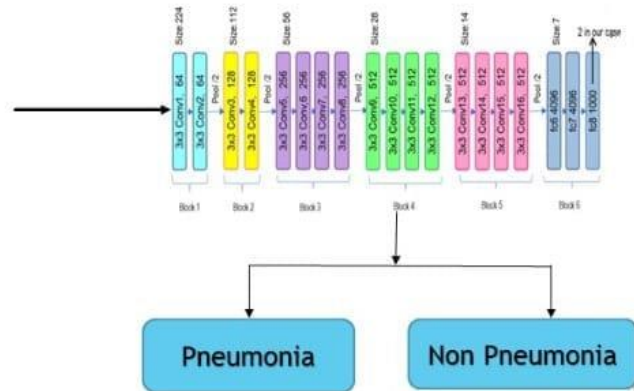 Size:224
3x3 Conv1, 64
3x3 Conv2, 64
Pool /2
Size:112
3x3 Conv3, 128
3x3 Conv4, 128
Pool /2
Size:56
3x3 Conv5, 256
3x3 Conv6, 256
3x3 Conv7, 256
3x3 Conv8, 256
Pool /2
Size:28
3x3 Conv9, 512
3x3 Conv10, 512
3x3 Conv11, 512
3x3 Conv12, 512
Pool /2
Size:14
3x3 Conv13, 512
3x3 Conv14, 512
3x3 Conv15, 512
3x3 Conv16, 512
Pool /2
Size:7
fc6 4096
fc7 4096
fc8 1000
2 in our case
Block 1
Block 2
Block 3
Block 4
Block 5
Block 6
Pneumonia
Non Pneumonia